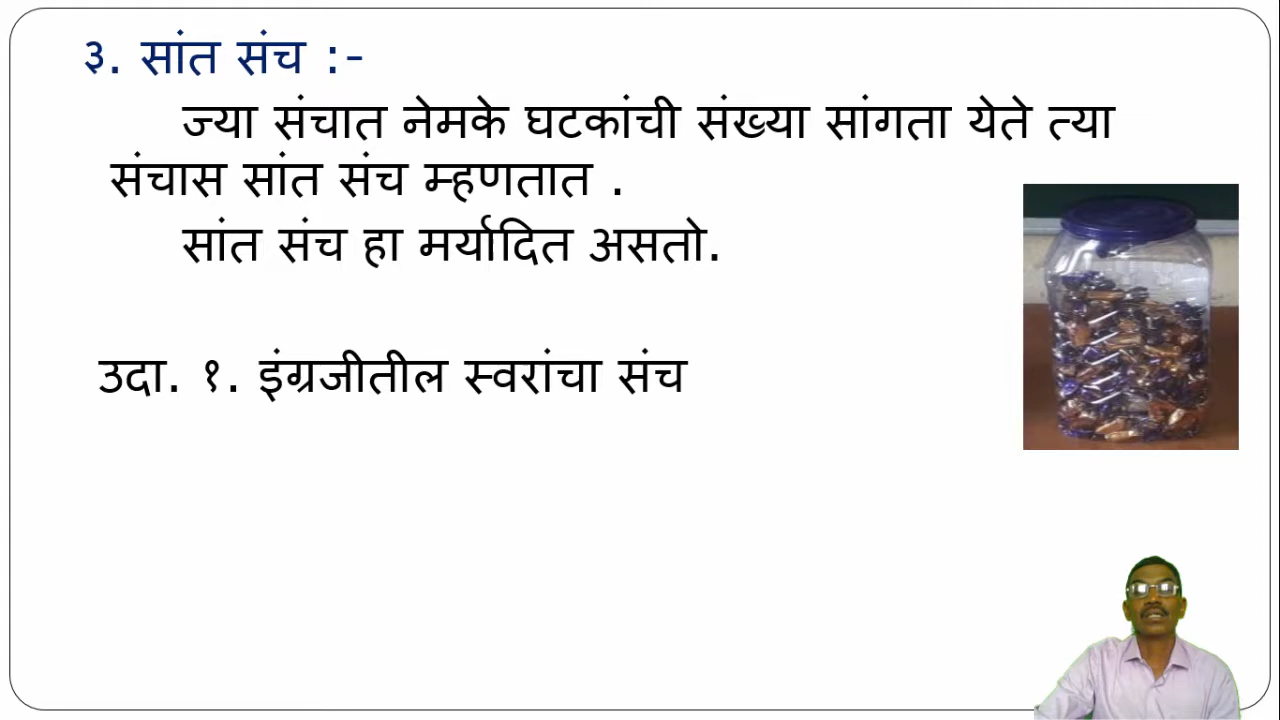 ३. सांत संच :-
ज्या संचात नेमके घटकांची संख्या सांगता येते त्या
संचास सांत संच म्हणतात .
सांत संच हा मर्यादित असतो.
उदा. १. इंग्रजीतील स्वरांचा संच